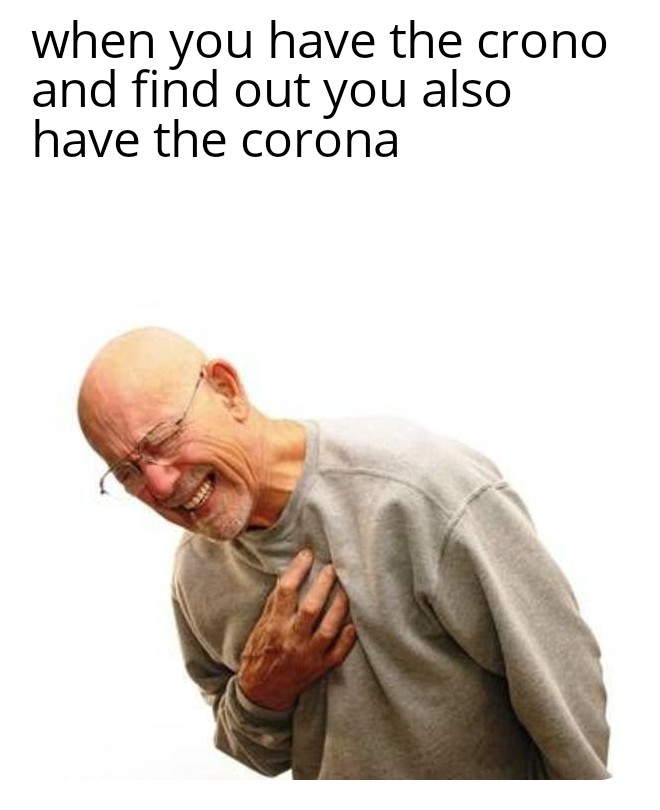 when you have the crono
and find out you also
have the corona